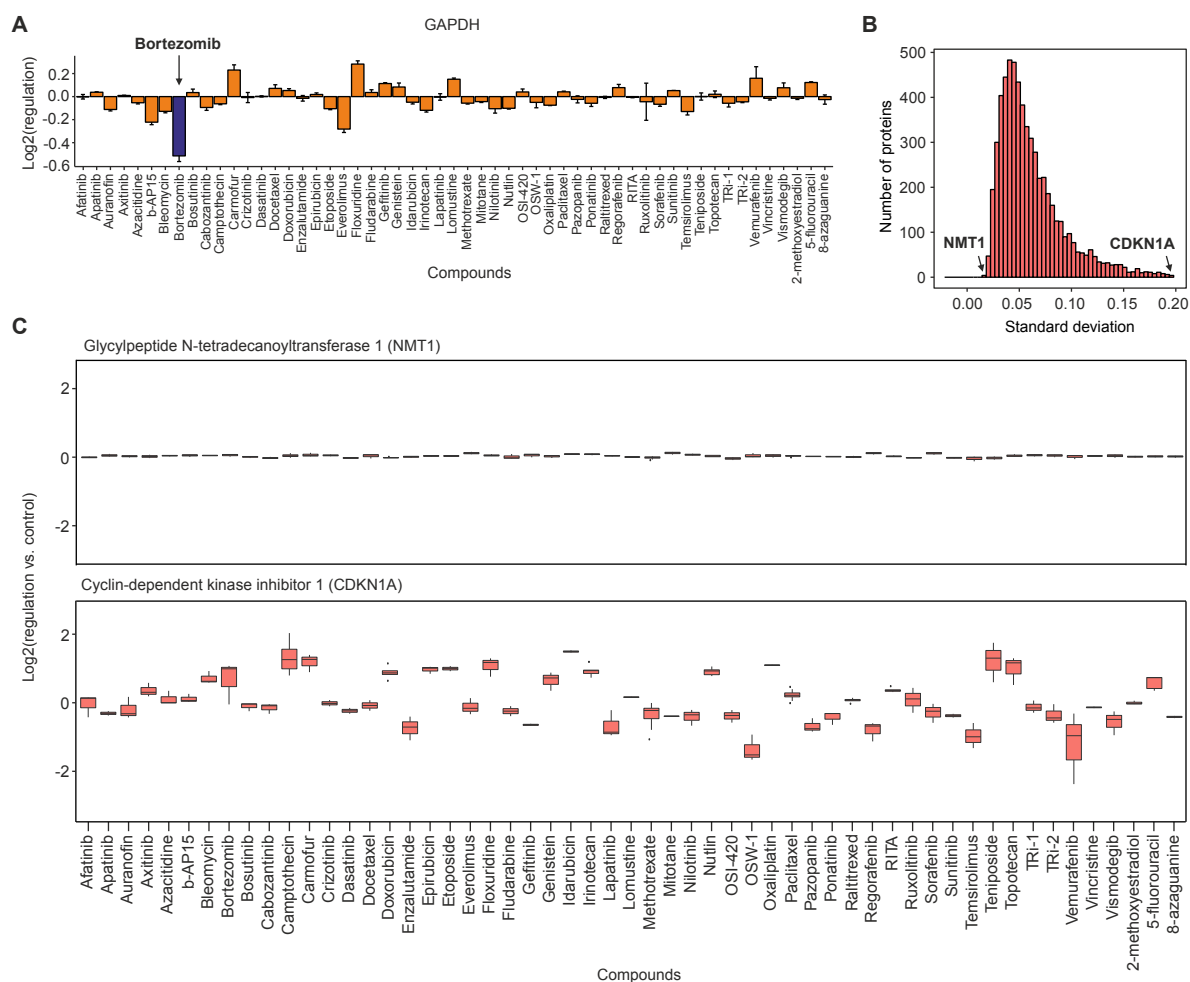 A
GAPDH
Bortezomib
Log2(regulation)
0.2
0.0
-0.2
-0.4
-0.6
Afatinib
Apatinib
Auranofin
Axitinib
Azacitidine
b-AP15
Bleomycin
Bortezomib
Bosutinib
Cabozantinib
Camptothecin
Carmofur
Crizotinib
Dasatinib
Docetaxel
Doxorubicin
Enzalutamide
Epirubicin
Etoposide
Everolimus
Floxuridine
Fludarabine
Gefitinib
Genistein
Idarubicin
Irinotecan
Lapatinib
Lomustine
Methotrexate
Mitotane
Nilotinib
Nutlin
OSI-420
OSW-1
Oxaliplatin
Paclitaxel
Pazopanib
Ponatinib
Raltitrexed
Regorafenib
RITA
Ruxolitinib
Sorafenib
Sunitinib
Temsirolimus
Teniposide
Topotecan
TRi-1
TRi-2
Vemurafenib
Vincristine
Vismodegib
2-methoxyestradiol
5-fluorouracil
8-azaguanine
Compounds
B
Number of proteins
500
400
300
200
100
0
NMT1
CDKN1A
0.00 0.05 0.10 0.15 0.20
Standard deviation
C
Glycylpeptide N-tetradecanoyltransferase 1 (NMT1)
Log2(regulation vs. control)
2
0
-2
Cyclin-dependent kinase inhibitor 1 (CDKN1A)
2
0
-2
Afatinib
Apatinib
Auranofin
Axitinib
Azacitidine
b-AP15
Bleomycin
Bortezomib
Bosutinib
Cabozantinib
Camptothecin
Carmofur
Crizotinib
Dasatinib
Docetaxel
Doxorubicin
Enzalutamide
Epirubicin
Etoposide
Everolimus
Floxuridine
Fludarabine
Gefitinib
Genistein
Idarubicin
Irinotecan
Lapatinib
Lomustine
Methotrexate
Mitotane
Nilotinib
Nutlin
OSI-420
OSW-1
Oxaliplatin
Paclitaxel
Pazopanib
Ponatinib
Raltitrexed
Regorafenib
RITA
Ruxolitinib
Sorafenib
Sunitinib
Temsirolimus
Teniposide
Topotecan
TRi-1
TRi-2
Vemurafenib
Vincristine
Vismodegib
2-methoxyestradiol
5-fluorouracil
8-azaguanine
Compounds